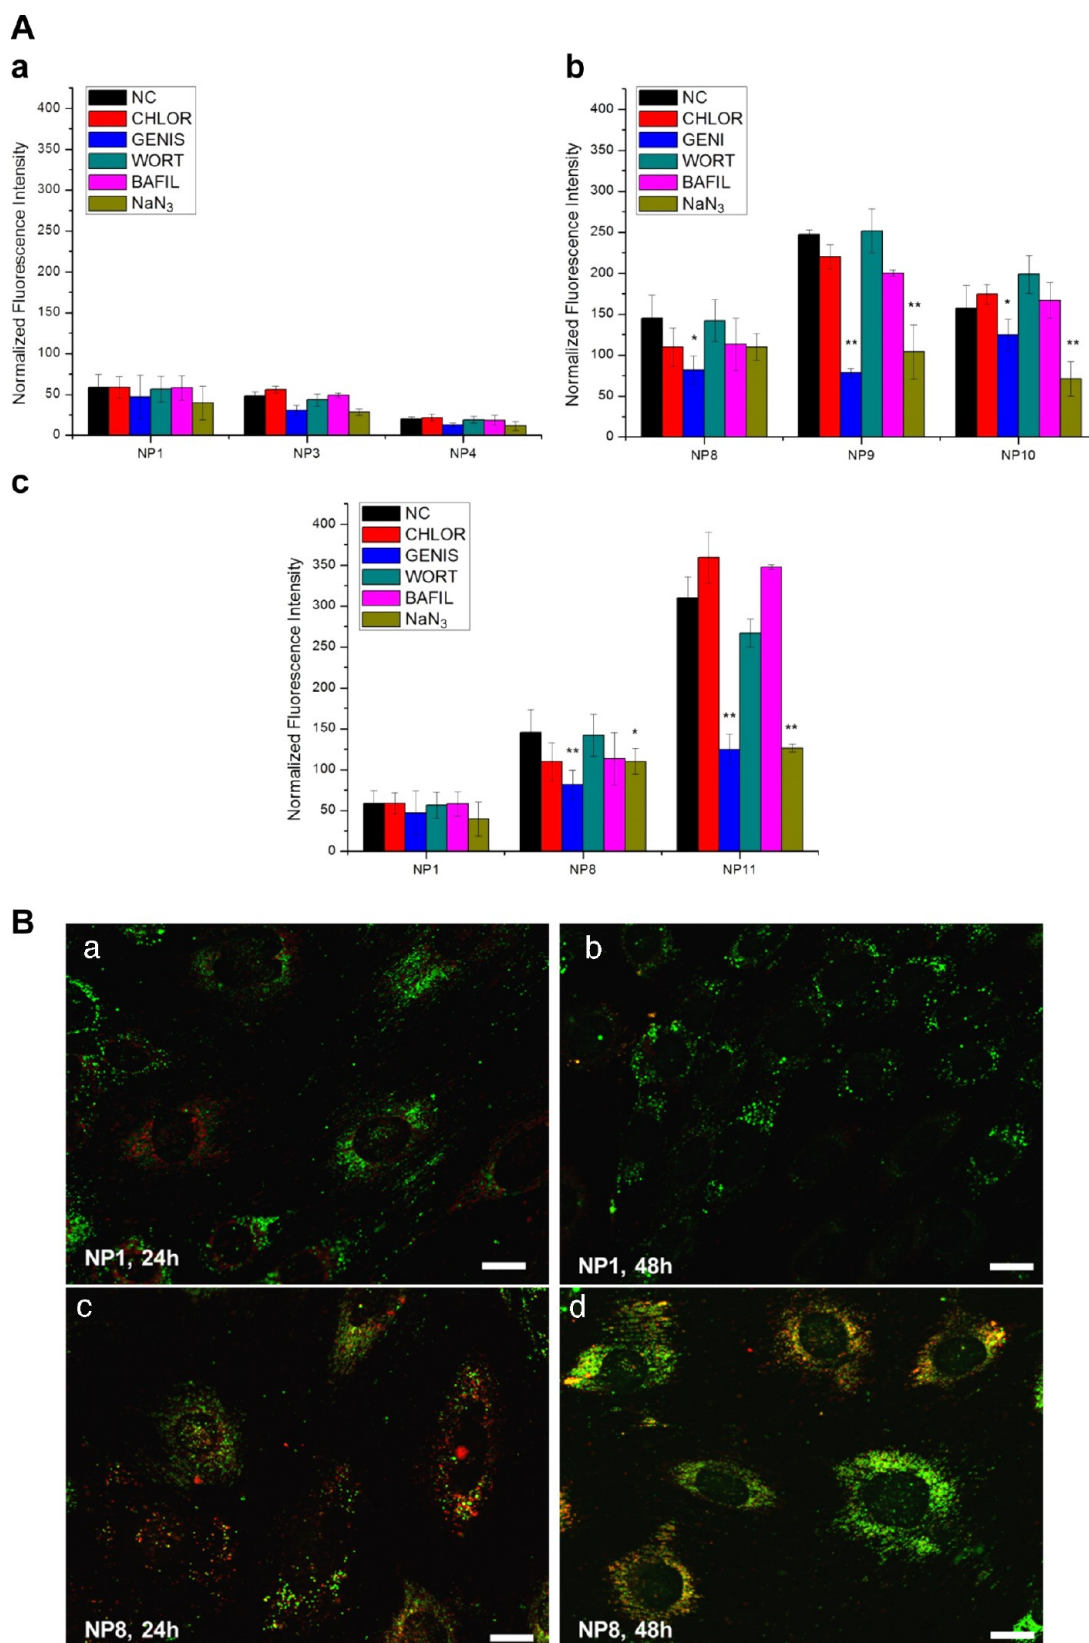 A
a
NC
CHLOR
GENIS
WORT
BAFIL
NaN₃
Normalized Fluorescence Intensity
400
350
300
250
200
150
100
50
0
NP1 NP3 NP4
b
NC
CHLOR
GENI
WORT
BAFIL
NaN₃
Normalized Fluorescence Intensity
400
350
300
250
200
150
100
50
0
* ** ** * **
NP8 NP9 NP10
c
NC
CHLOR
GENIS
WORT
BAFIL
NaN₃
Normalized Fluorescence Intensity
400
350
300
250
200
150
100
50
0
** * ** **
NP1 NP8 NP11
B
a
NP1, 24h
b
NP1, 48h
c
NP8, 24h
d
NP8, 48h